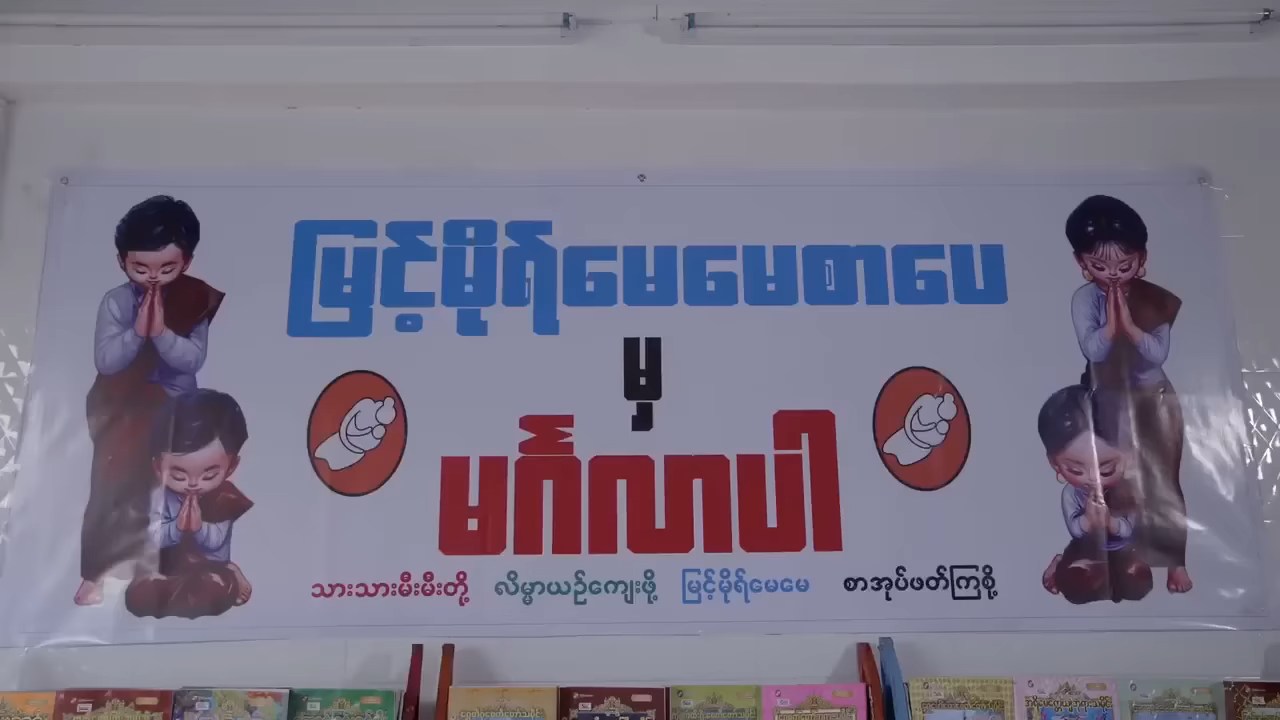 မြင့်မိုရ်မေမေစာပေ
မှ
မင်္ဂလာပါ
သားသားမီးမီးတို့ လိမ္မာယဉ်ကျေးဖို့ မြင့်မိုရ်မေမေ စာအုပ်ဖတ်ကြစို့